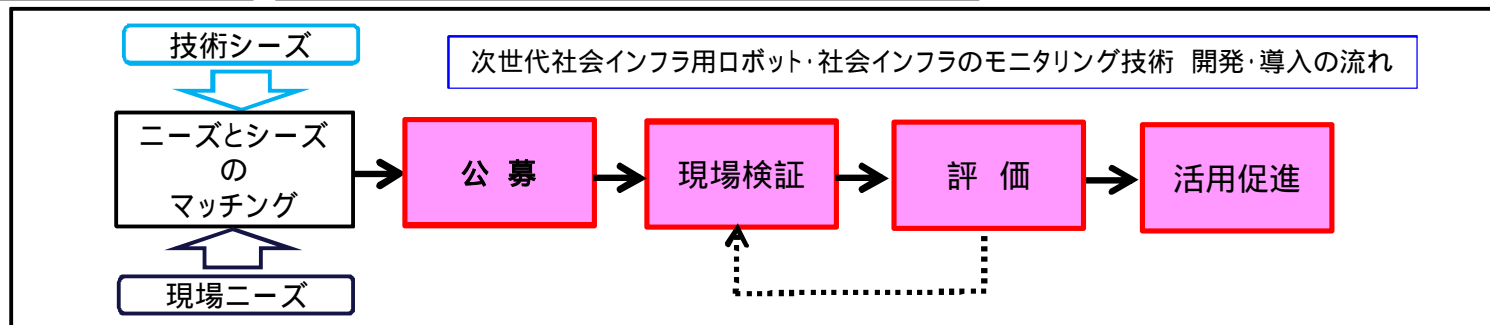 技術シーズ
次世代社会インフラ用ロボット・社会インフラのモニタリング技術 開発・導入の流れ
ニーズとシーズ
の
マッチング
公 募
現場検証
評 価
活用促進
現場ニーズ